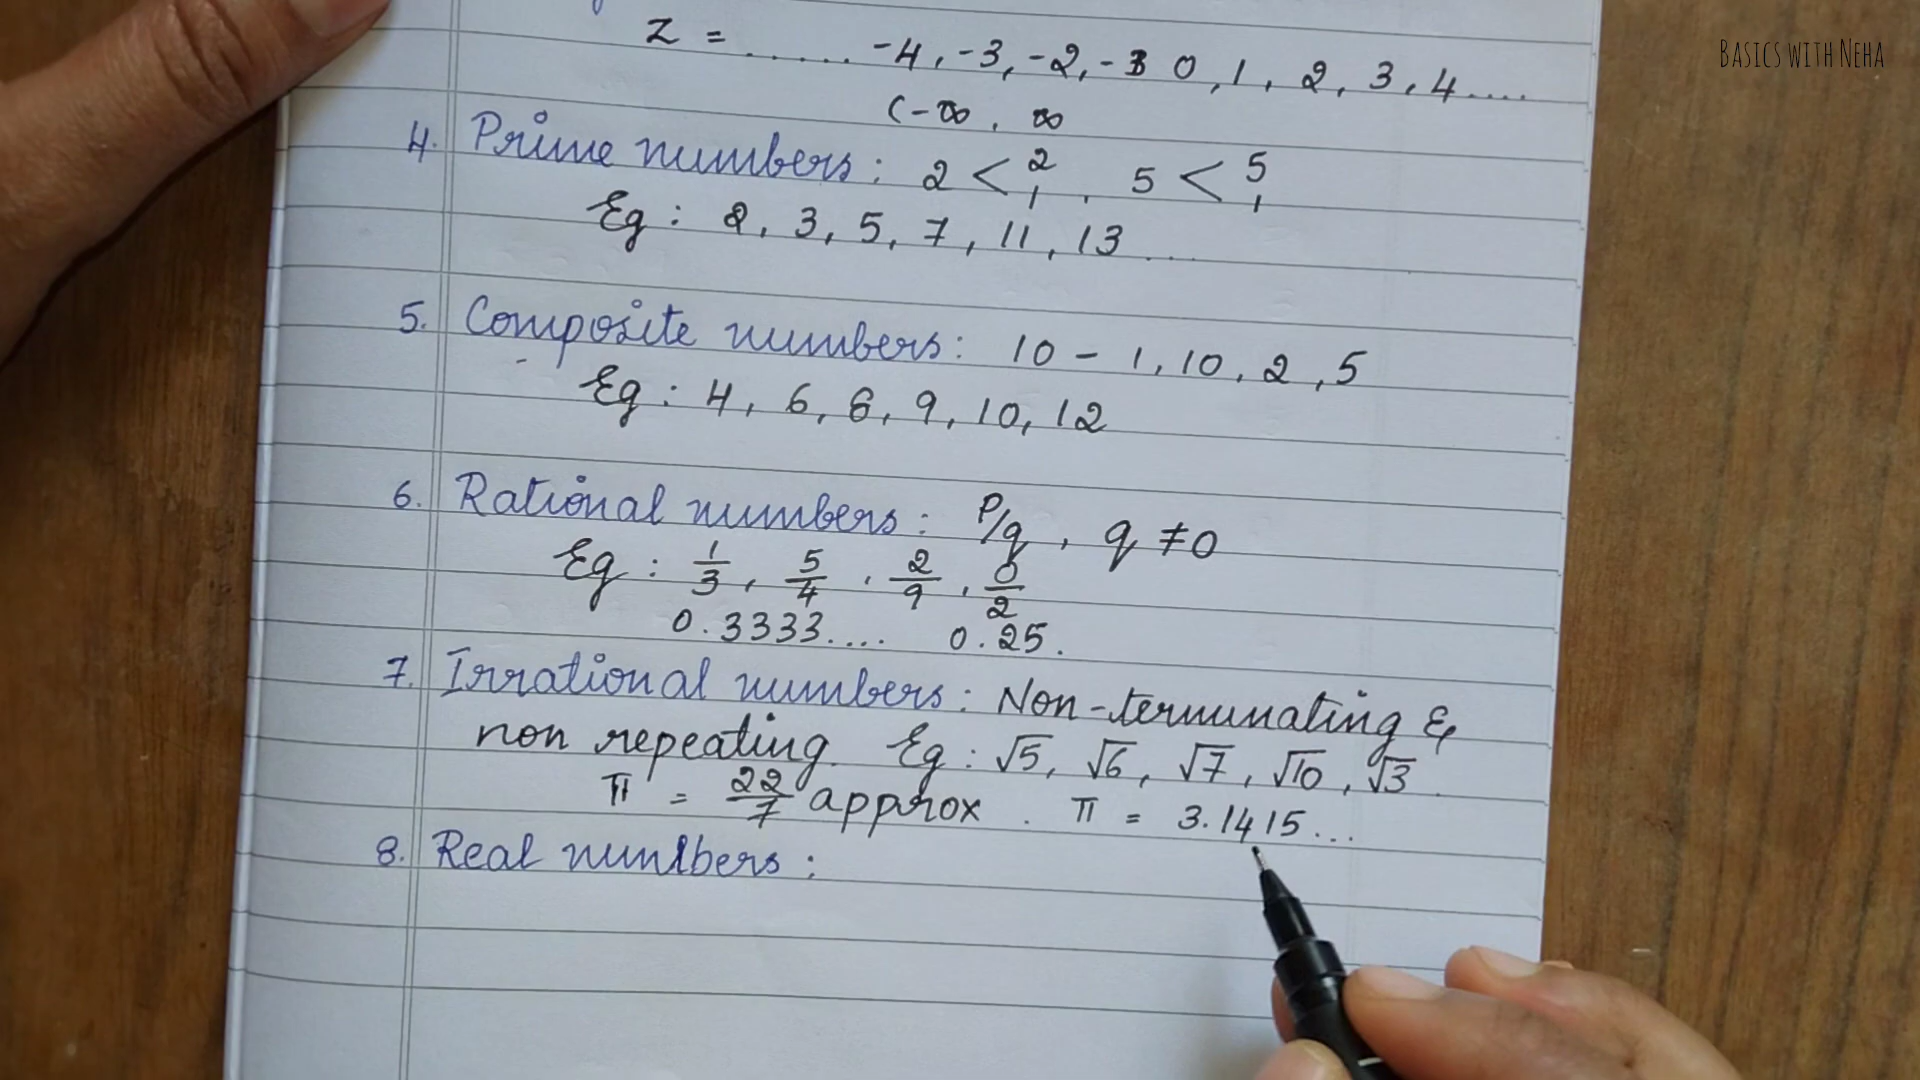 BASICS WITH NEHA
Z = ...... -4, -3, -2, -1 0, 1, 2, 3, 4....
(-∞, ∞
4. Prime numbers: 2 < 2 1, 5 < 5 1
Eg: 2, 3, 5, 7, 11, 13...
5. Composite numbers: 10 - 1, 10, 2, 5
Eg: 4, 6, 8, 9, 10, 12
6. Rational numbers: P/q, q ≠ 0
Eg: 1/3, 5/4, 2/9, 0/2
0.3333.... 0.25.
7. Irrational numbers: Non-terminating &
non repeating. Eg: √5, √6, √7, √10, √3.
π = 22/7 approx. π = 3.1415...
8. Real numbers: